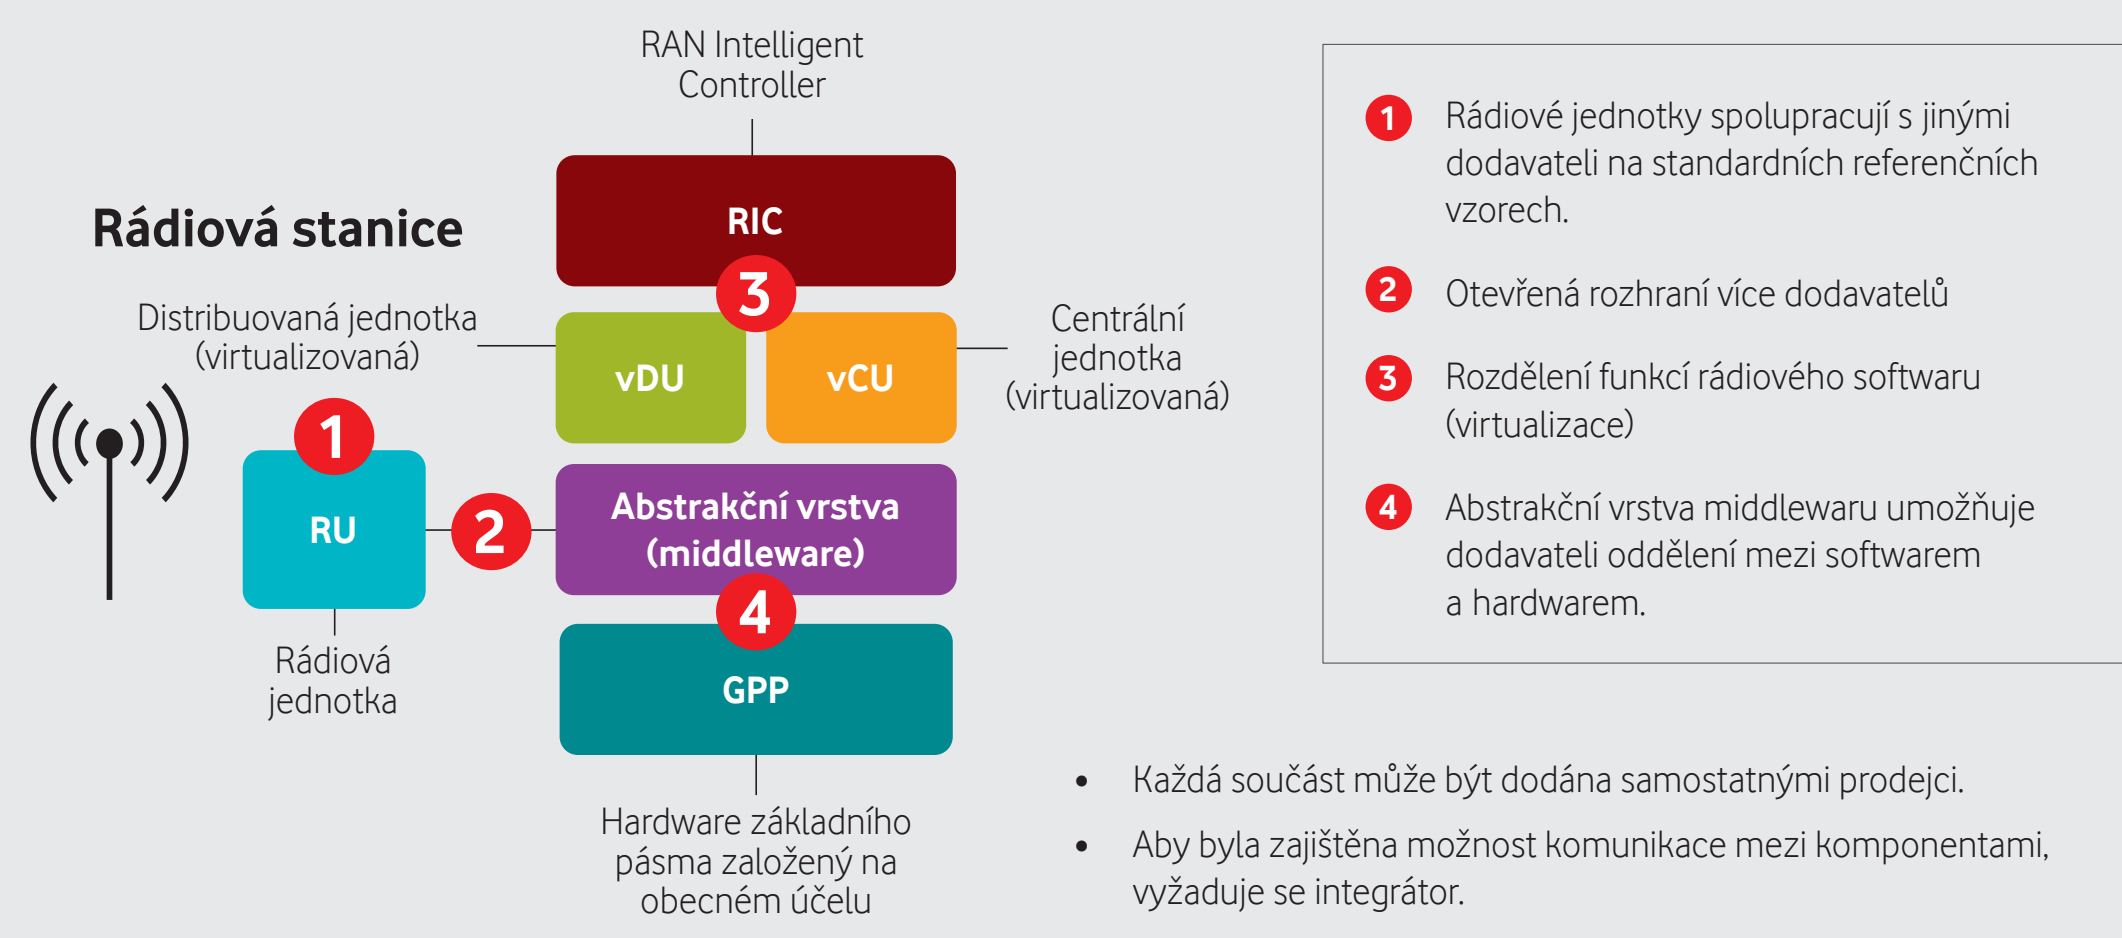 RAN Intelligent
Controller
Rádiová stanice
RIC
3
Distribuovaná jednotka
(virtualizovaná)
vDU
vCU
Centrální
jednotka
(virtualizovaná)
1
RU
2
Abstrakční vrstva
(middleware)
4
Rádiová
jednotka
GPP
Hardware základního
pásma založený na
obecném účelu
1 Rádiové jednotky spolupracují s jinými
dodavateli na standardních referenčních
vzorech.
2 Otevřená rozhraní více dodavatelů
3 Rozdělení funkcí rádiového softwaru
(virtualizace)
4 Abstrakční vrstva middlewaru umožňuje
dodavateli oddělení mezi softwarem
a hardwarem.
• Každá součást může být dodána samostatnými prodejci.
• Aby byla zajištěna možnost komunikace mezi komponentami,
vyžaduje se integrátor.